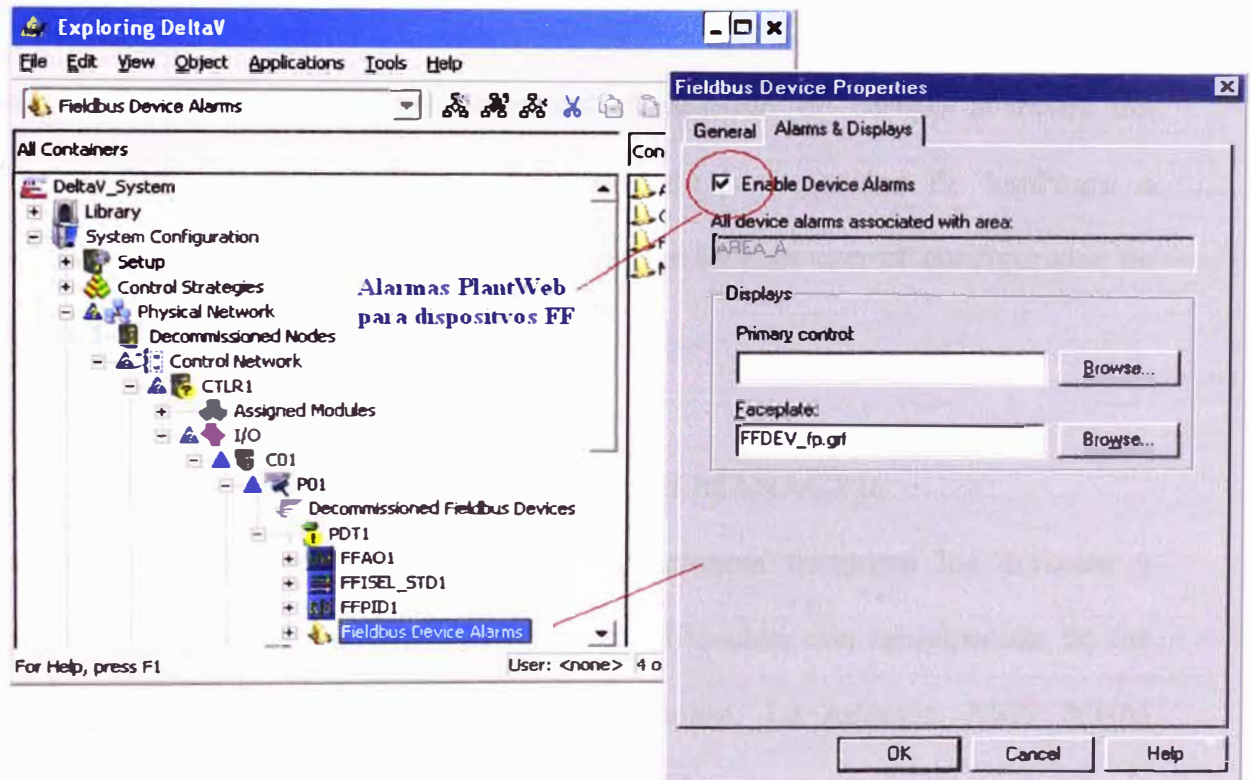 Exploring DeltaV
File Edit View Object Applications Tools Help
Fieldbus Device Alarms
All Containers
Con
DeltaV_System
Library
System Configuration
Setup
Control Strategies
Physical Network
Decommissioned Nodes
Control Network
CTLR1
Assigned Modules
I/O
C01
P01
Decommissioned Fieldbus Devices
PDT1
FFAO1
FFISEL_STD1
FFPID1
Fieldbus Device Alarms
For Help, press F1
User: <none>
4 o
Alarmas PlantWeb
para dispositvos FF
Fieldbus Device Properties
General
Alarms & Displays
Enable Device Alarms
All device alarms associated with area:
AREA_A
Displays
Primary control:
Browse...
Faceplate:
FFDEV_fp.grf
Browse...
OK
Cancel
Help